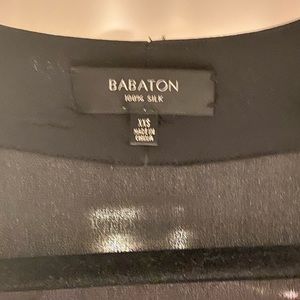 BABATON
100% SILK
XXS
MADE IN
CHINA